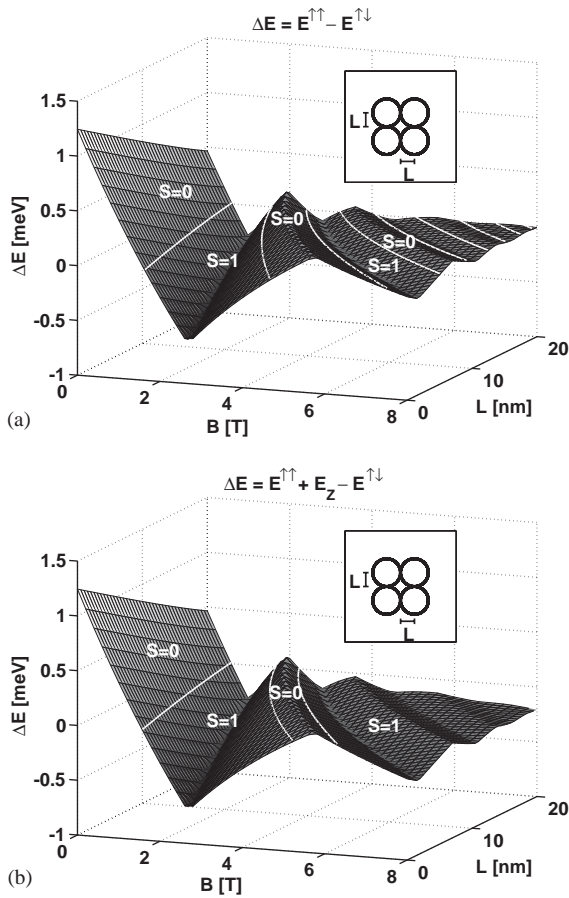 ΔE = E↑↑ − E↑↓
1.5
1
0.5
0
-0.5
-1
ΔE [meV]
S=0
S=1
S=0
S=0
S=1
L
L
0
2
4
6
8
B [T]
0
10
20
L [nm]
(a)
ΔE = E↑↑ + EZ − E↑↓
1.5
1
0.5
0
-0.5
-1
ΔE [meV]
S=0
S=1
S=0
S=1
L
L
0
2
4
6
8
B [T]
0
10
20
L [nm]
(b)